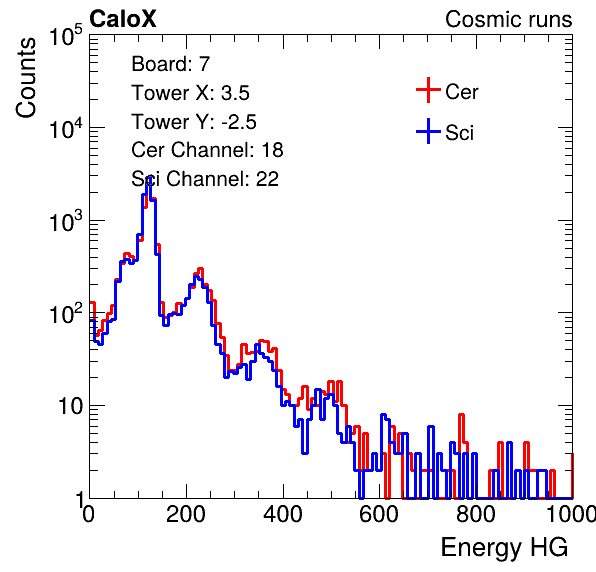 CaloX Cosmic runs
Counts
10^5
10^4
10^3
10^2
10
1
Board: 7
Tower X: 3.5
Tower Y: -2.5
Cer Channel: 18
Sci Channel: 22
Cer
Sci
0 200 400 600 800 1000
Energy HG